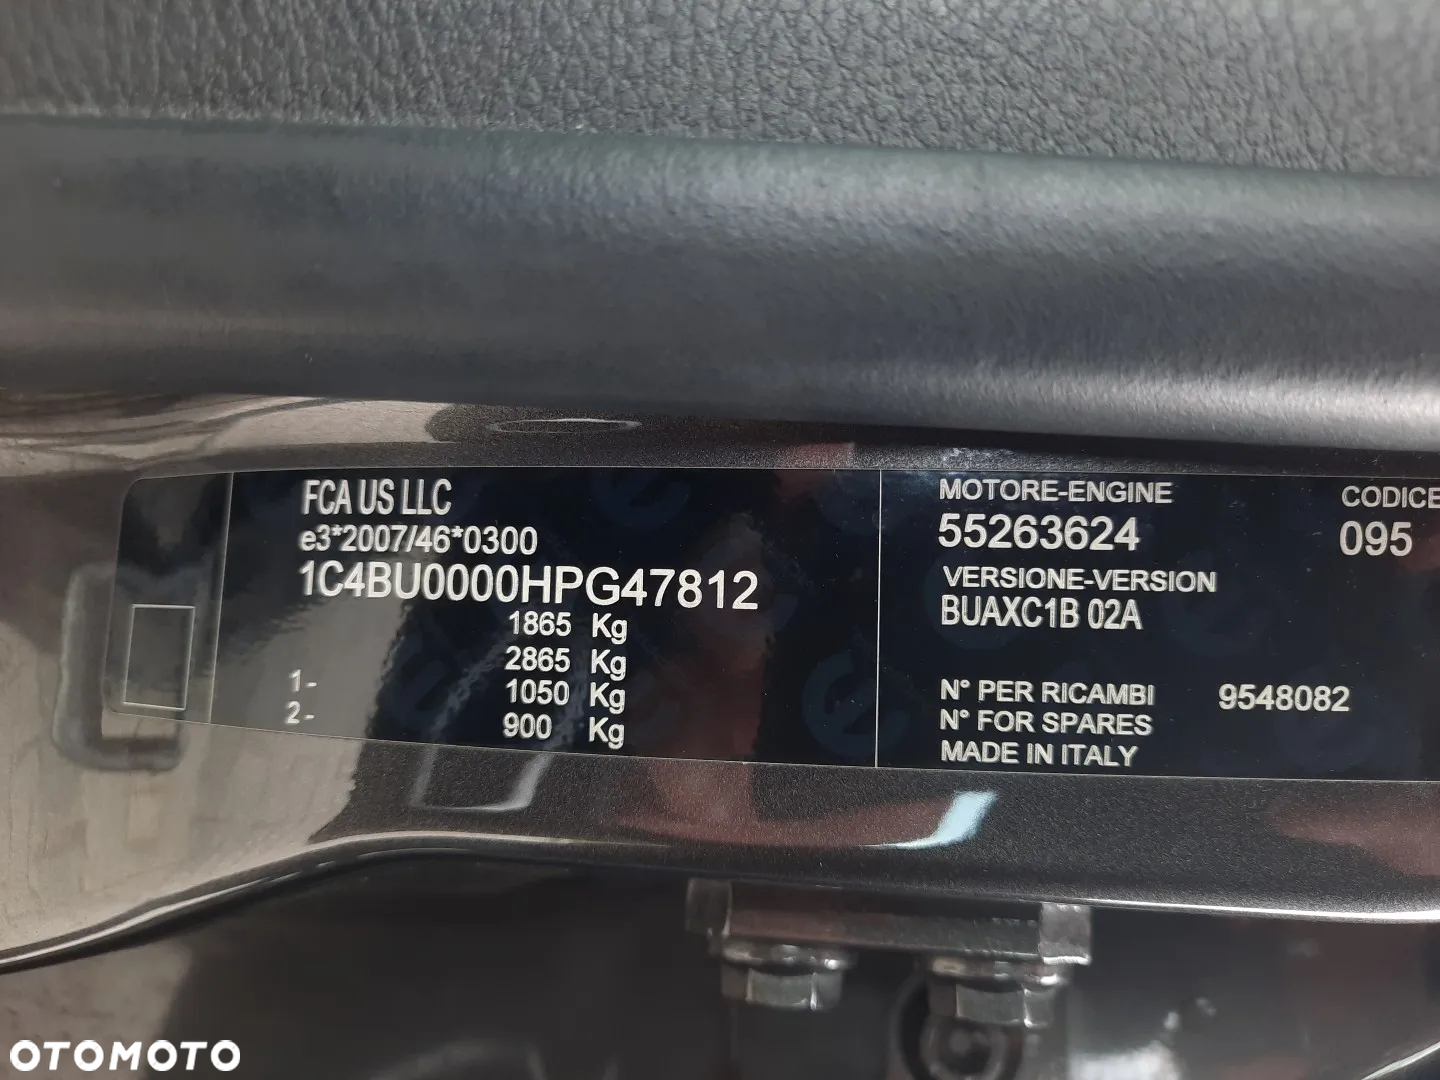 FCA US LLC
e3*2007/46*0300
1C4BU0000HPG47812
1865 Kg
2865 Kg
1- 1050 Kg
2- 900 Kg
MOTORE-ENGINE
55263624
VERSIONE-VERSION
BUAXC1B 02A
N° PER RICAMBI 9548082
N° FOR SPARES
MADE IN ITALY
CODICE
095
OTOMOTO